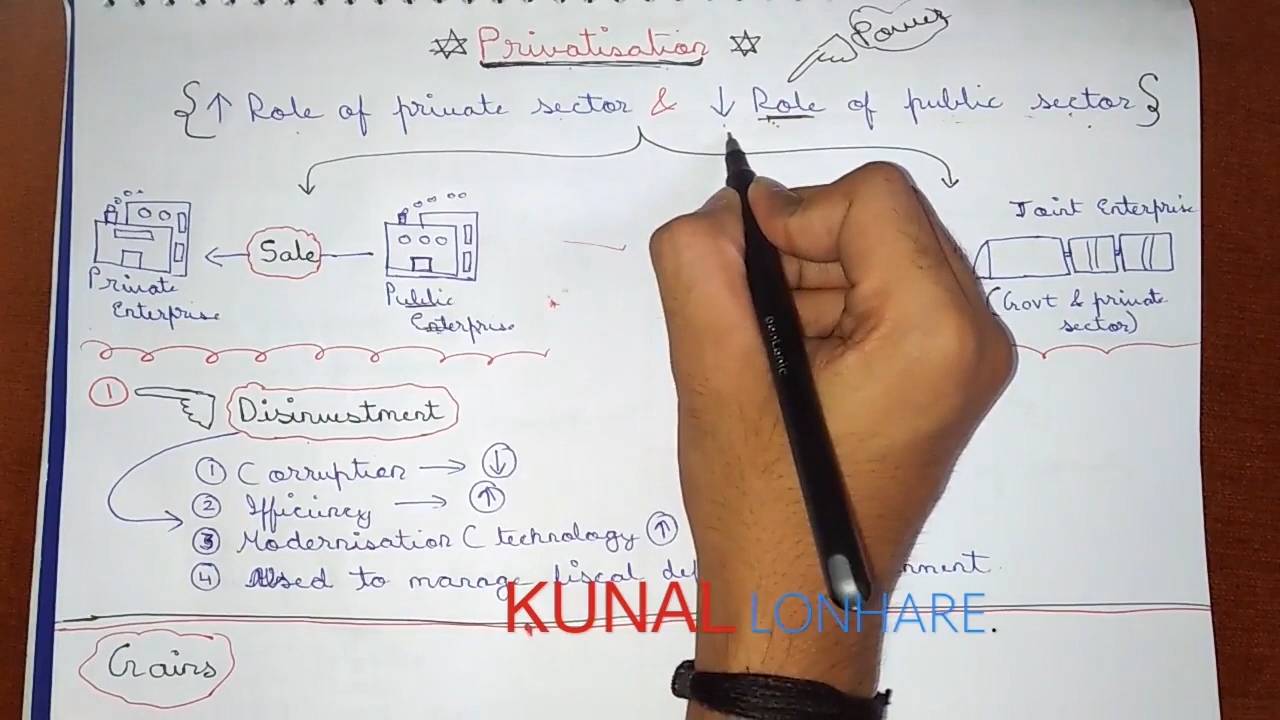 Privatisation
Power
{↑ Role of private sector & ↓ Role of public sector}
Sale
Joint Enterprise
Private
Enterprise
Public
Enterprise
(Govt & private
sector)
1
Disinvestment
1 Corruption → ↓
2 Efficiency → ↑
3 Modernisation C technology ↑
4 Used to manage fiscal
KUNAL LONHARE.
Gains